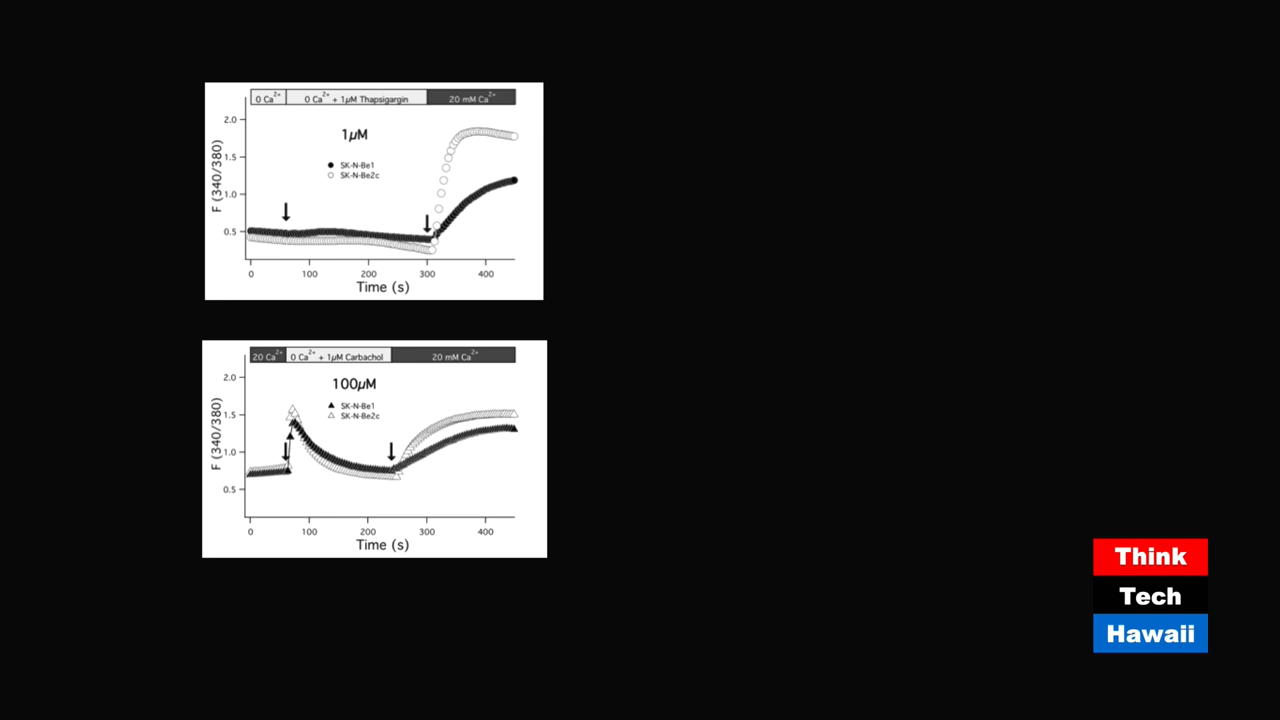 0 Ca²⁺ 0 Ca²⁺ + 1μM Thapsigargin 20 mM Ca²⁺
2.0
1μM
1.5
SK-N-Be1
SK-N-Be2c
1.0
0.5
F (340/380)
0 100 200 300 400
Time (s)
20 Ca²⁺ 0 Ca²⁺ + 1μM Carbachol 20 mM Ca²⁺
2.0
100μM
SK-N-Be1
1.5
SK-N-Be2c
1.0
0.5
F (340/380)
0 100 200 300 400
Time (s)
Think
Tech
Hawaii